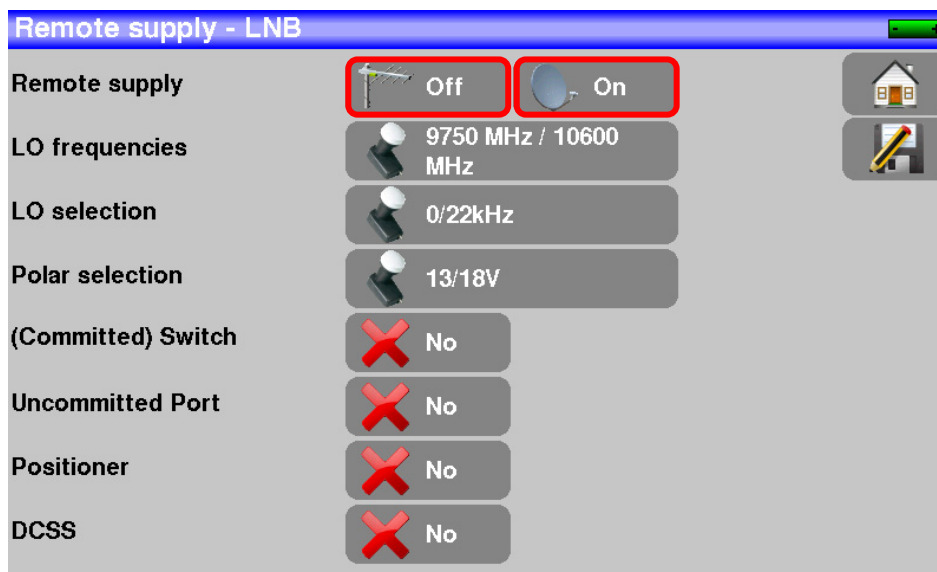 Remote supply - LNB
Remote supply
Off
On
LO frequencies
9750 MHz / 10600
MHz
LO selection
0/22kHz
Polar selection
13/18V
(Committed) Switch
No
Uncommitted Port
No
Positioner
No
DCSS
No